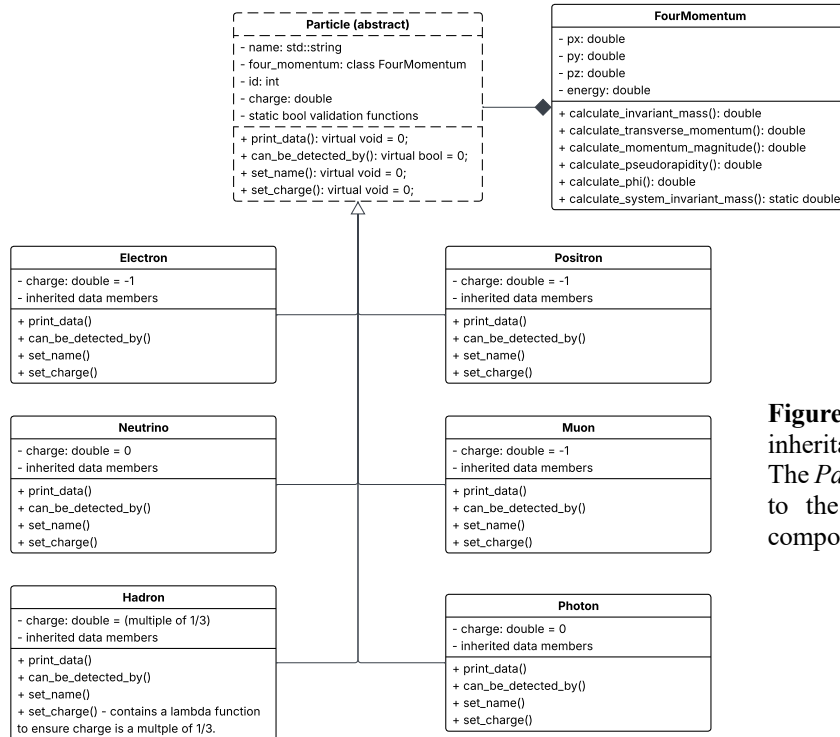 Particle (abstract)
- name: std::string
- four_momentum: class FourMomentum
- id: int
- charge: double
- static bool validation functions
+ print_data(): virtual void = 0;
+ can_be_detected_by(): virtual bool = 0;
+ set_name(): virtual void = 0;
+ set_charge(): virtual void = 0;
FourMomentum
- px: double
- py: double
- pz: double
- energy: double
+ calculate_invariant_mass(): double
+ calculate_transverse_momentum(): double
+ calculate_momentum_magnitude(): double
+ calculate_pseudorapidity(): double
+ calculate_phi(): double
+ calculate_system_invariant_mass(): static double
Electron
- charge: double = -1
- inherited data members
+ print_data()
+ can_be_detected_by()
+ set_name()
+ set_charge()
Positron
- charge: double = -1
- inherited data members
+ print_data()
+ can_be_detected_by()
+ set_name()
+ set_charge()
Neutrino
- charge: double = 0
- inherited data members
+ print_data()
+ can_be_detected_by()
+ set_name()
+ set_charge()
Muon
- charge: double = -1
- inherited data members
+ print_data()
+ can_be_detected_by()
+ set_name()
+ set_charge()
Hadron
- charge: double = (multiple of 1/3)
- inherited data members
+ print_data()
+ can_be_detected_by()
+ set_name()
+ set_charge() - contains a lambda function
to ensure charge is a multple of 1/3.
Photon
- charge: double = 0
- inherited data members
+ print_data()
+ can_be_detected_by()
+ set_name()
+ set_charge()
Figure
inherita
The Pa
to the
compo